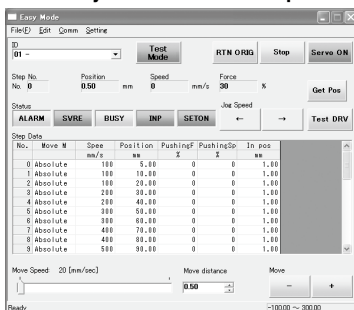 Easy Mode
File(F) Edit Comm Setting
ID
01 -
Test Mode
RTN ORIG Stop Servo ON
Step No. Position Speed Force
No. 0 0.50 mm 0 mm/s 30 %
Get Pos
Status Jog Speed
ALARM SVRE BUSY INP SETON ← → Test DRV
Step Data
No. Move M Spee Position PushingF PushingSp In pos
mm/s mm % % mm
0 Absolute 100 5.00 0 0 1.00
1 Absolute 100 10.00 0 0 1.00
2 Absolute 100 20.00 0 0 1.00
3 Absolute 200 30.00 0 0 1.00
4 Absolute 200 40.00 0 0 1.00
5 Absolute 300 50.00 0 0 1.00
6 Absolute 300 60.00 0 0 1.00
7 Absolute 400 70.00 0 0 1.00
8 Absolute 400 80.00 0 0 1.00
9 Absolute 500 90.00 0 0 1.00
Move Speed: 20 [mm/sec] Move distance Move
0.50 - +
Ready -100.00 ~ 300.00